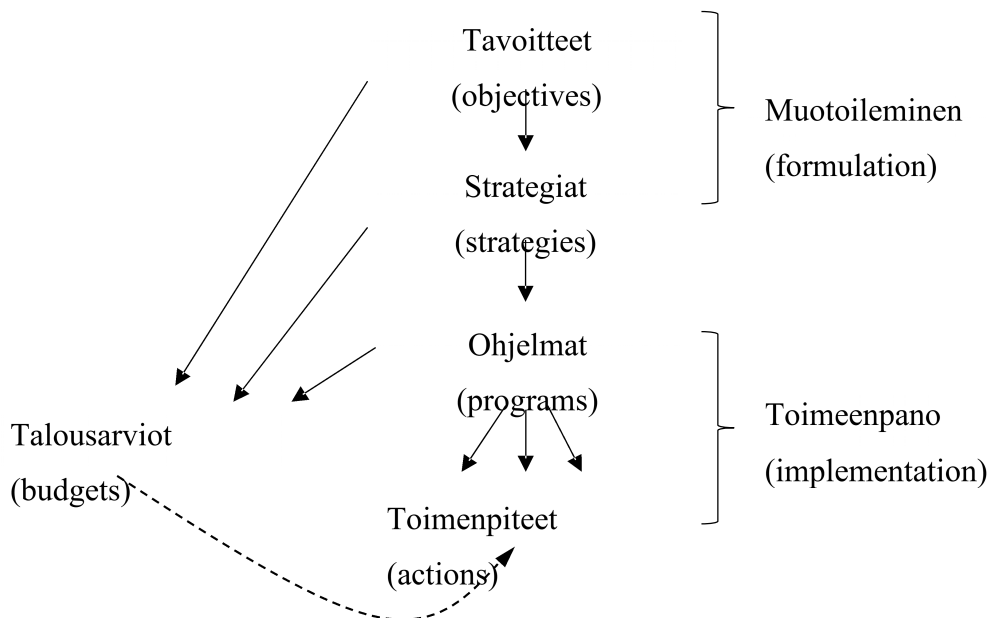 Tavoitteet
(objectives)
Muotoileminen
(formulation)
Strategiat
(strategies)
Ohjelmat
(programs)
Talousarviot
(budgets)
Toimeenpano
(implementation)
Toimenpiteet
(actions)